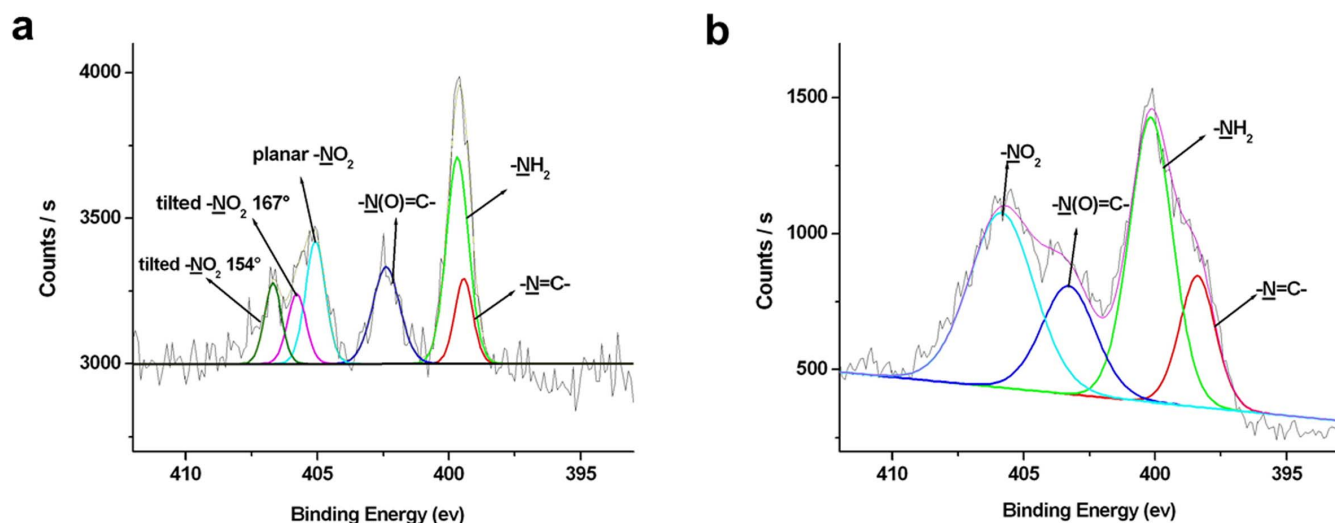 a
4000
3500
3000
Counts / s
planar -NO₂
tilted -NO₂ 167°
tilted -NO₂ 154°
-N(O)=C-
-NH₂
-N=C-
410
405
400
395
Binding Energy (ev)
b
1500
1000
500
Counts / s
-NO₂
-N(O)=C-
-NH₂
-N=C-
410
405
400
395
Binding Energy (ev)